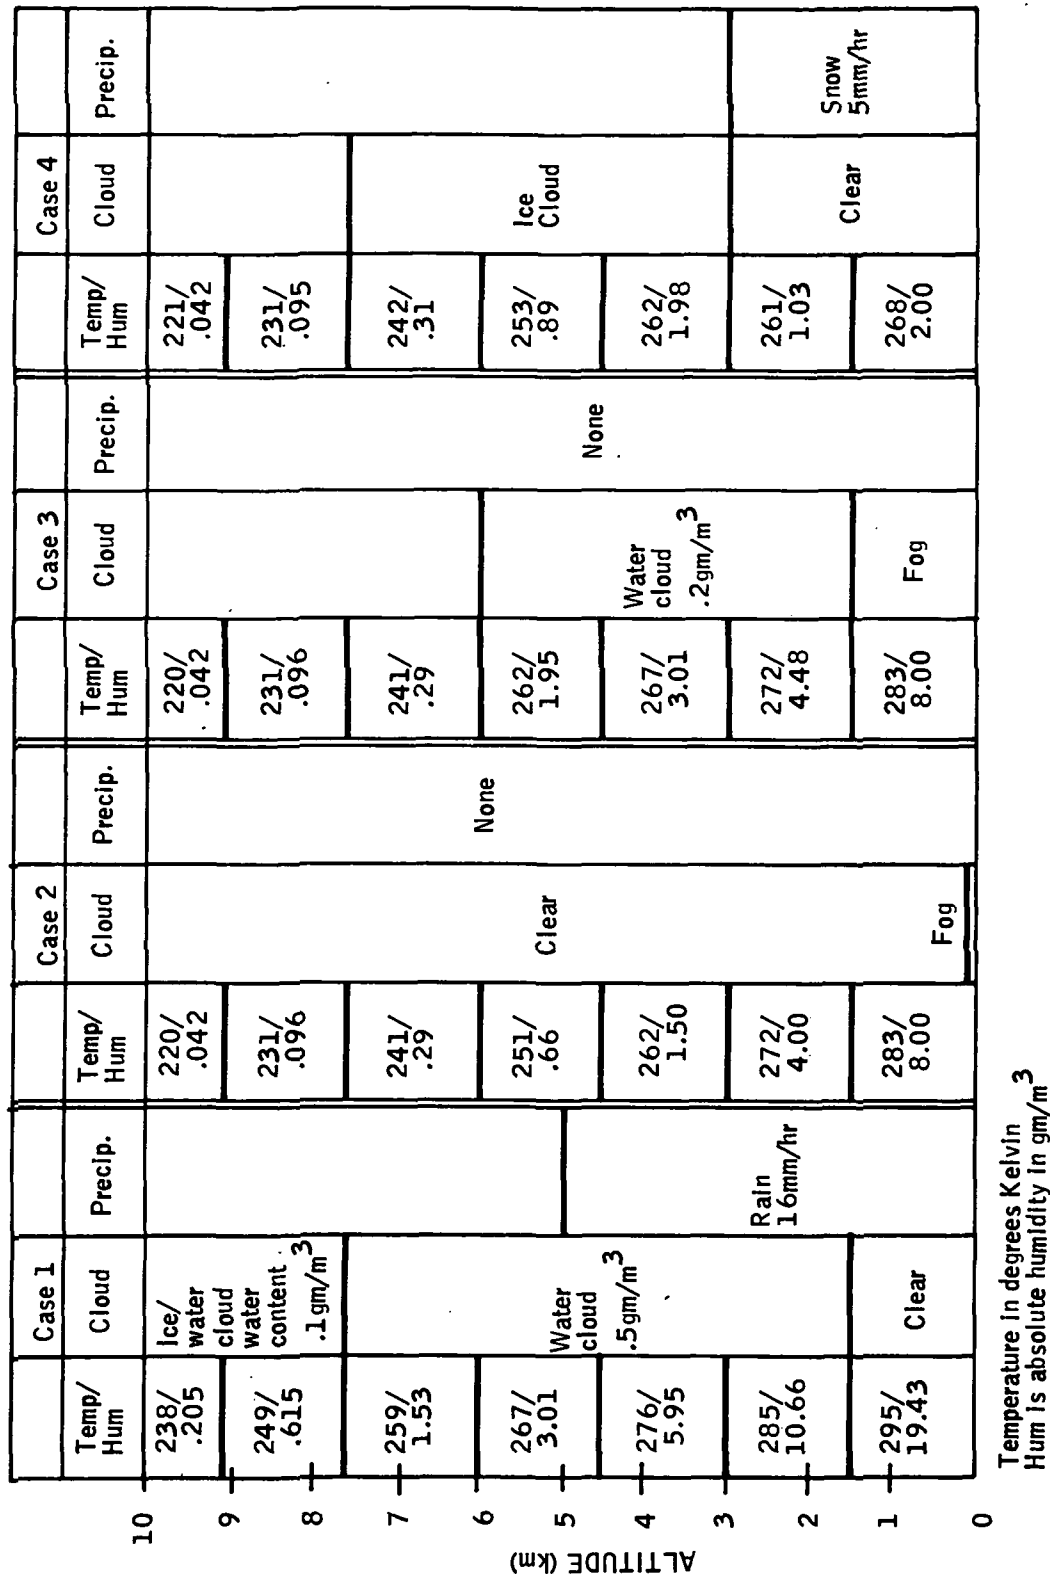 Case 1
Case 2
Case 3
Case 4
Temp/
Hum
Cloud
Precip.
Temp/
Hum
Cloud
Precip.
Temp/
Hum
Cloud
Precip.
Temp/
Hum
Cloud
Precip.
ALTITUDE (km)
10
9
8
7
6
5
4
3
2
1
0
238/
.205
249/
.615
259/
1.53
267/
3.01
276/
5.95
285/
10.66
295/
19.43
Ice/
water
cloud
water
content
.1gm/m³
Water
cloud
.5gm/m³
Clear
Rain
16mm/hr
220/
.042
231/
.096
241/
.29
251/
.66
262/
1.50
272/
4.00
283/
8.00
Clear
Fog
None
220/
.042
231/
.096
241/
.29
262/
1.95
267/
3.01
272/
4.48
283/
8.00
Water
cloud
.2gm/m³
Fog
None
221/
.042
231/
.095
242/
.31
253/
.89
262/
1.98
261/
1.03
268/
2.00
Ice
Cloud
Clear
Snow
5mm/hr
Temperature in degrees Kelvin
Hum is absolute humidity in gm/m³